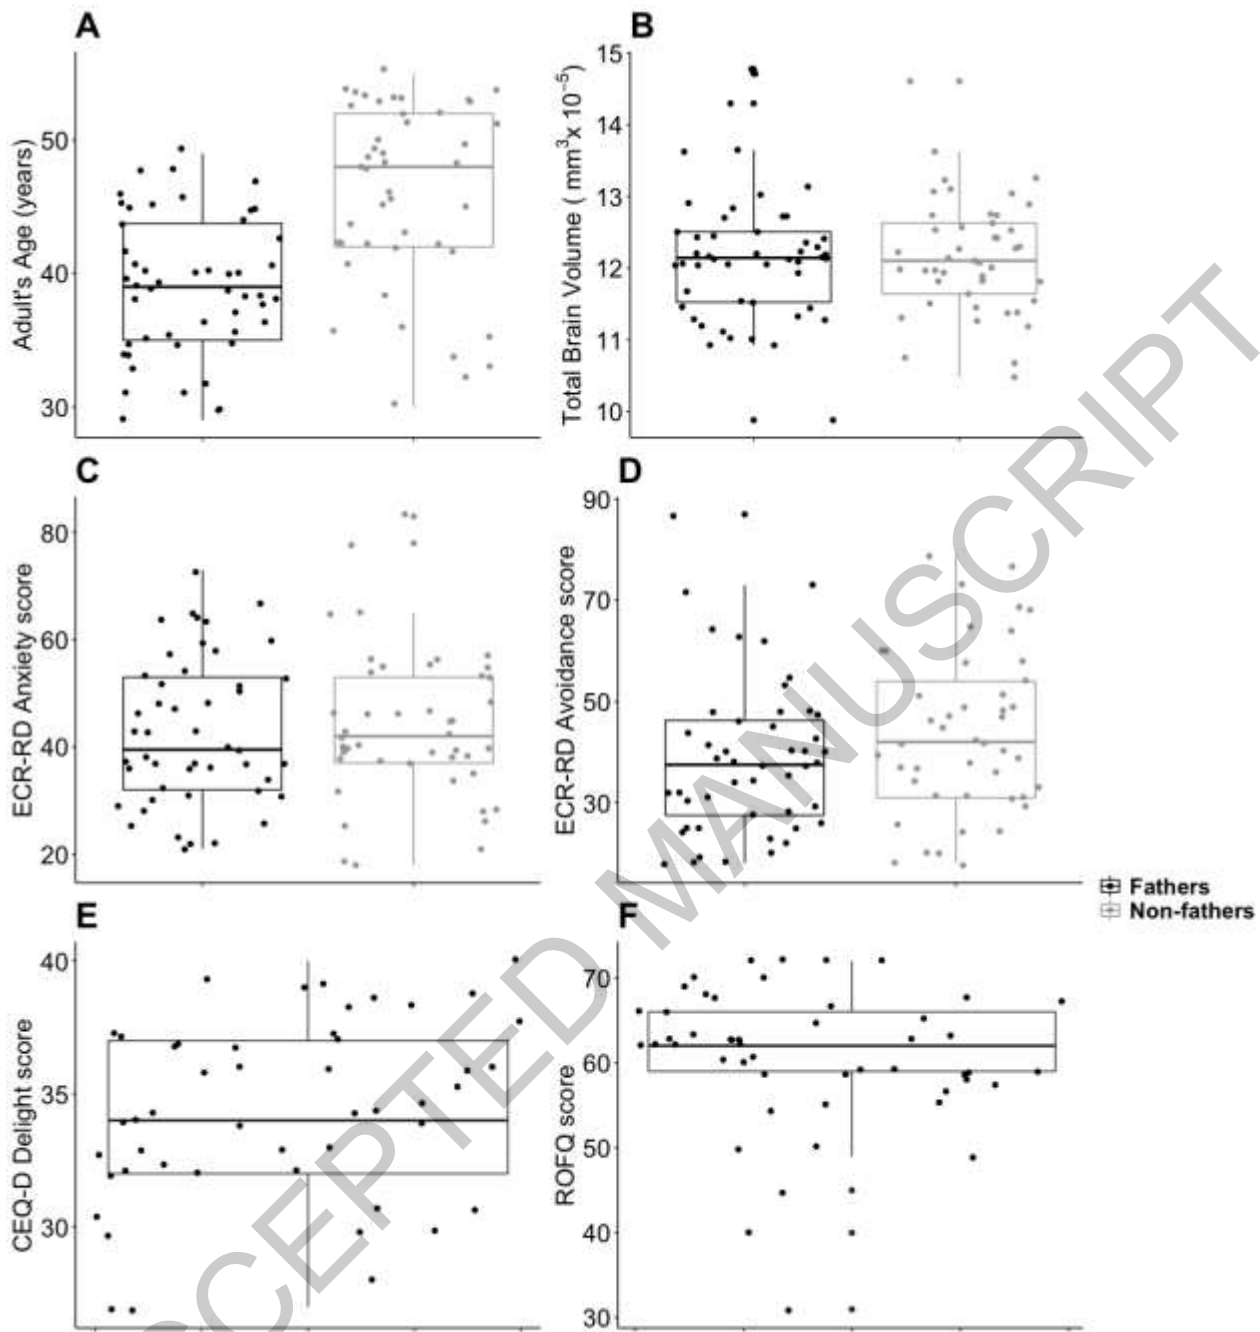 A
Adult's Age (years)
50
40
30
B
Total Brain Volume ( mm³x 10⁻⁵)
15
14
13
12
11
10
C
ECR-RD Anxiety score
80
60
40
20
D
ECR-RD Avoidance score
90
70
50
30
Fathers
Non-fathers
E
CEQ-D Delight score
40
35
30
F
ROFQ score
70
60
50
40
30
CCEPTED MANUSCRIPT